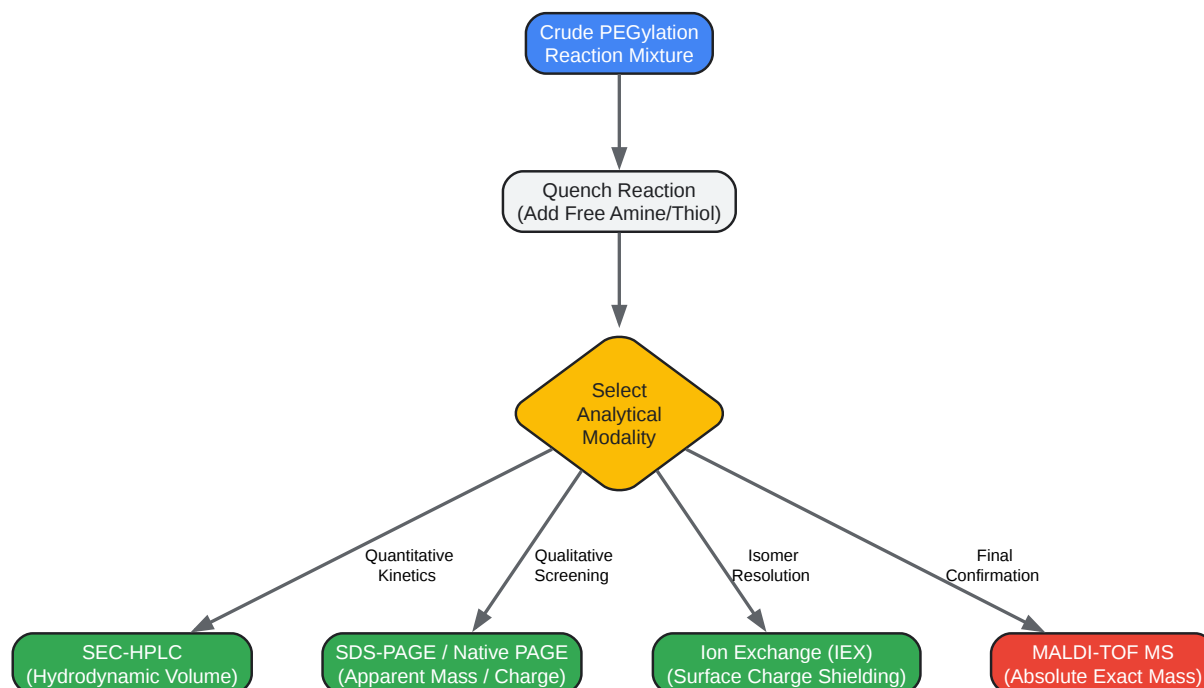 Crude PEGylation
Reaction Mixture
Quench Reaction
(Add Free Amine/Thiol)
Select
Analytical
Modality
Quantitative
Kinetics
Qualitative
Screening
Isomer
Resolution
Final
Confirmation
SEC-HPLC
(Hydrodynamic Volume)
SDS-PAGE / Native PAGE
(Apparent Mass / Charge)
Ion Exchange (IEX)
(Surface Charge Shielding)
MALDI-TOF MS
(Absolute Exact Mass)